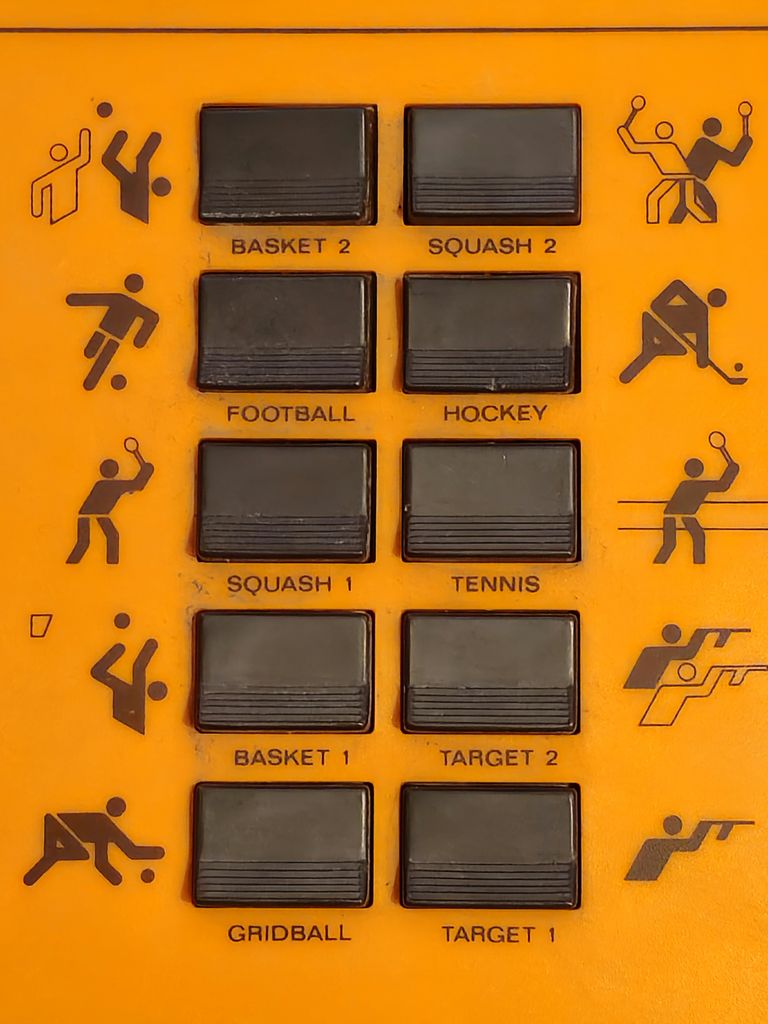 BASKET 2 SQUASH 2
FOOTBALL HOCKEY
SQUASH 1 TENNIS
BASKET 1 TARGET 2
GRIDBALL TARGET 1